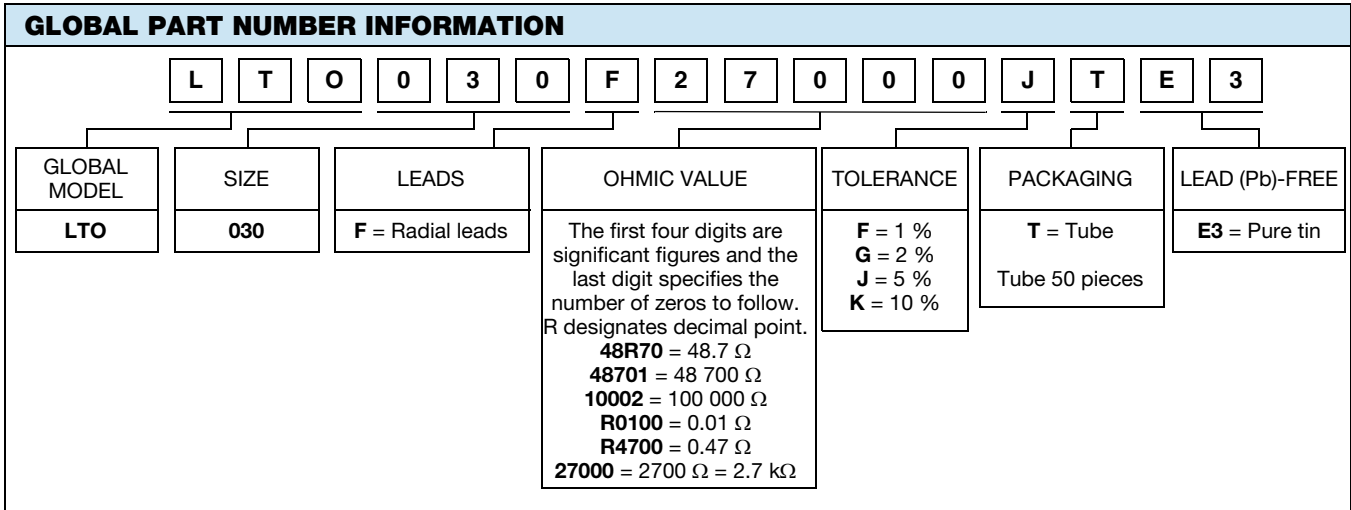 GLOBAL PART NUMBER INFORMATION
L T O 0 3 0 F 2 7 0 0 0 J T E 3
GLOBAL
MODEL
LTO
SIZE
030
LEADS
F = Radial leads
OHMIC VALUE
The first four digits are
significant figures and the
last digit specifies the
number of zeros to follow.
R designates decimal point.
48R70 = 48.7 Ω
48701 = 48 700 Ω
10002 = 100 000 Ω
R0100 = 0.01 Ω
R4700 = 0.47 Ω
27000 = 2700 Ω = 2.7 kΩ
TOLERANCE
F = 1 %
G = 2 %
J = 5 %
K = 10 %
PACKAGING
T = Tube
Tube 50 pieces
LEAD (Pb)-FREE
E3 = Pure tin